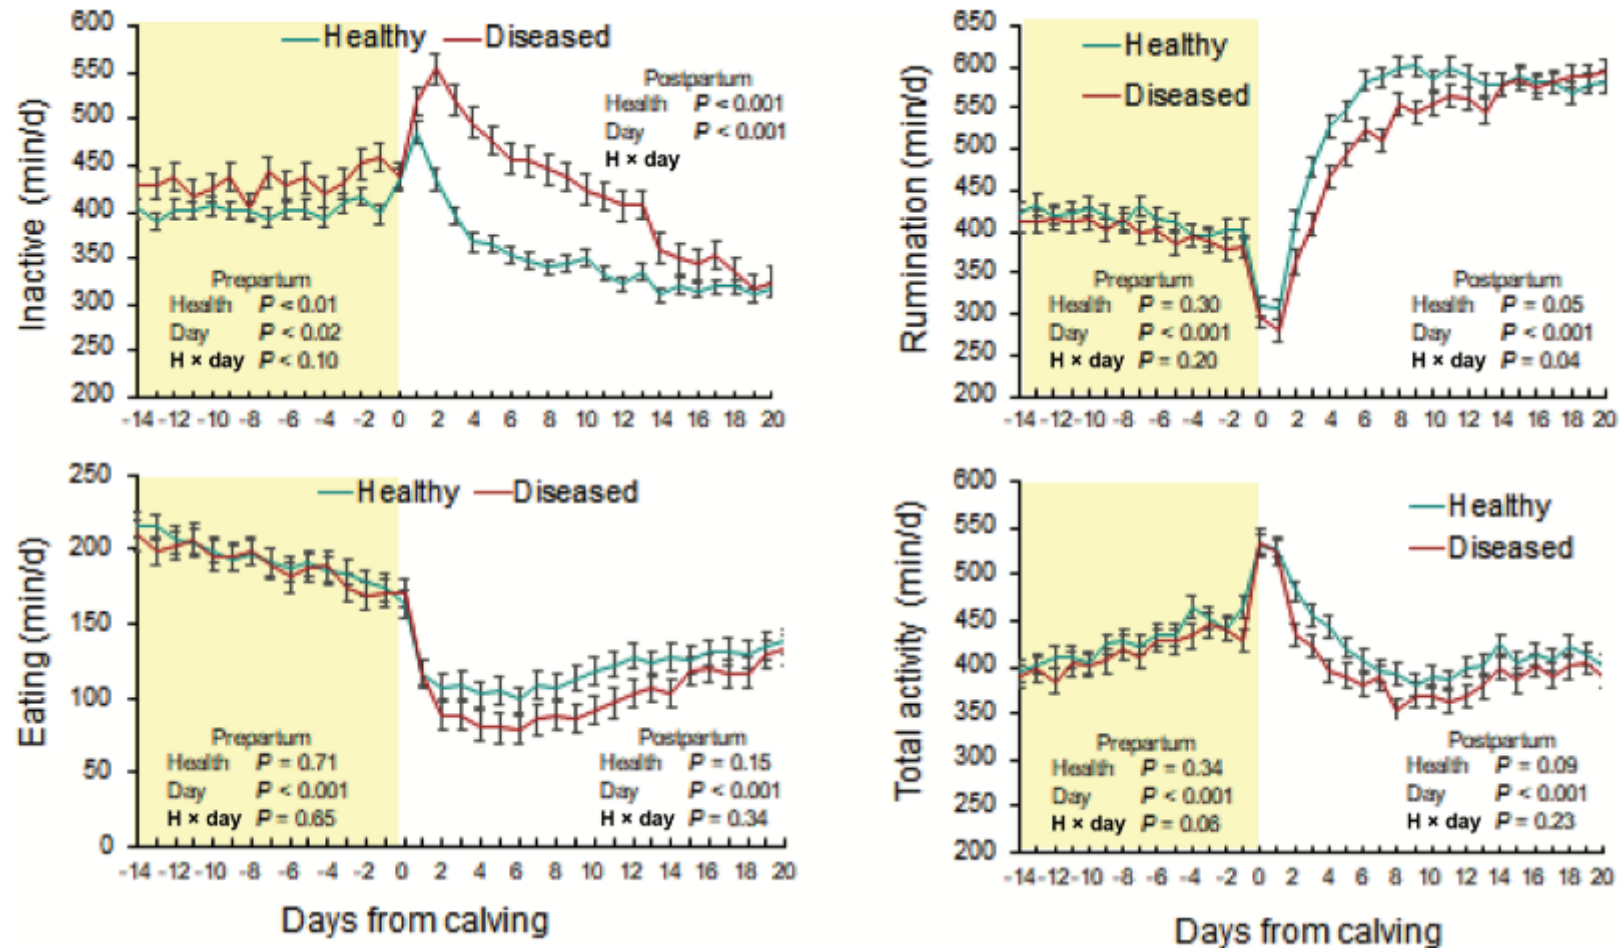 Healthy Diseased
Inactive (min/d)
600
550
500
450
400
350
300
250
200
Postpartum
Health P < 0.001
Day P < 0.001
H × day
Prepartum
Health P < 0.01
Day P < 0.02
H × day P < 0.10
-14 -12 -10 -8 -6 -4 -2 0 2 4 6 8 10 12 14 16 18 20
Healthy
Diseased
Rumination (min/d)
650
600
550
500
450
400
350
300
250
200
Prepartum
Health P = 0.30
Day P < 0.001
H × day P = 0.20
Postpartum
Health P = 0.05
Day P < 0.001
H × day P = 0.04
-14 -12 -10 -8 -6 -4 -2 0 2 4 6 8 10 12 14 16 18 20
Healthy Diseased
Eating (min/d)
250
200
150
100
50
0
Prepartum
Health P = 0.71
Day P < 0.001
H × day P = 0.65
Postpartum
Health P = 0.15
Day P < 0.001
H × day P = 0.34
-14 -12 -10 -8 -6 -4 -2 0 2 4 6 8 10 12 14 16 18 20
Days from calving
Healthy
Diseased
Total activity (min/d)
600
550
500
450
400
350
300
250
200
Prepartum
Health P = 0.34
Day P < 0.001
H × day P = 0.06
Postpartum
Health P = 0.09
Day P < 0.001
H × day P = 0.23
-14 -12 -10 -8 -6 -4 -2 0 2 4 6 8 10 12 14 16 18 20
Days from calving